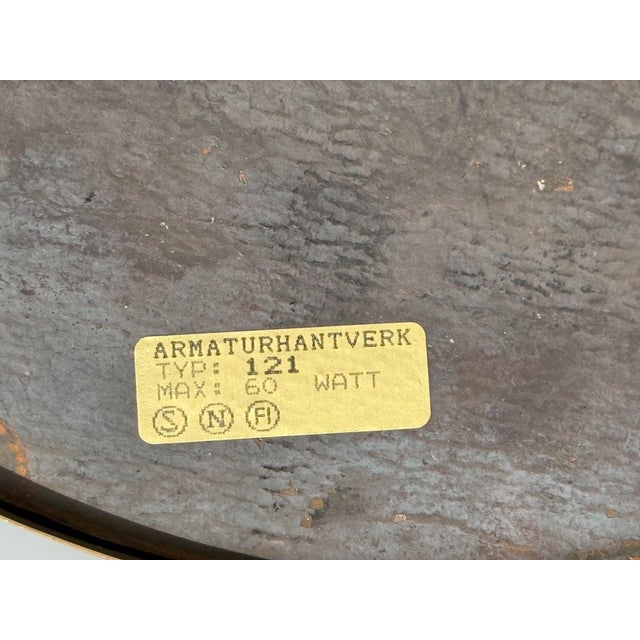 ARMATURHANTVERK
TYP: 121
MAX: 60 WATT
S N FI